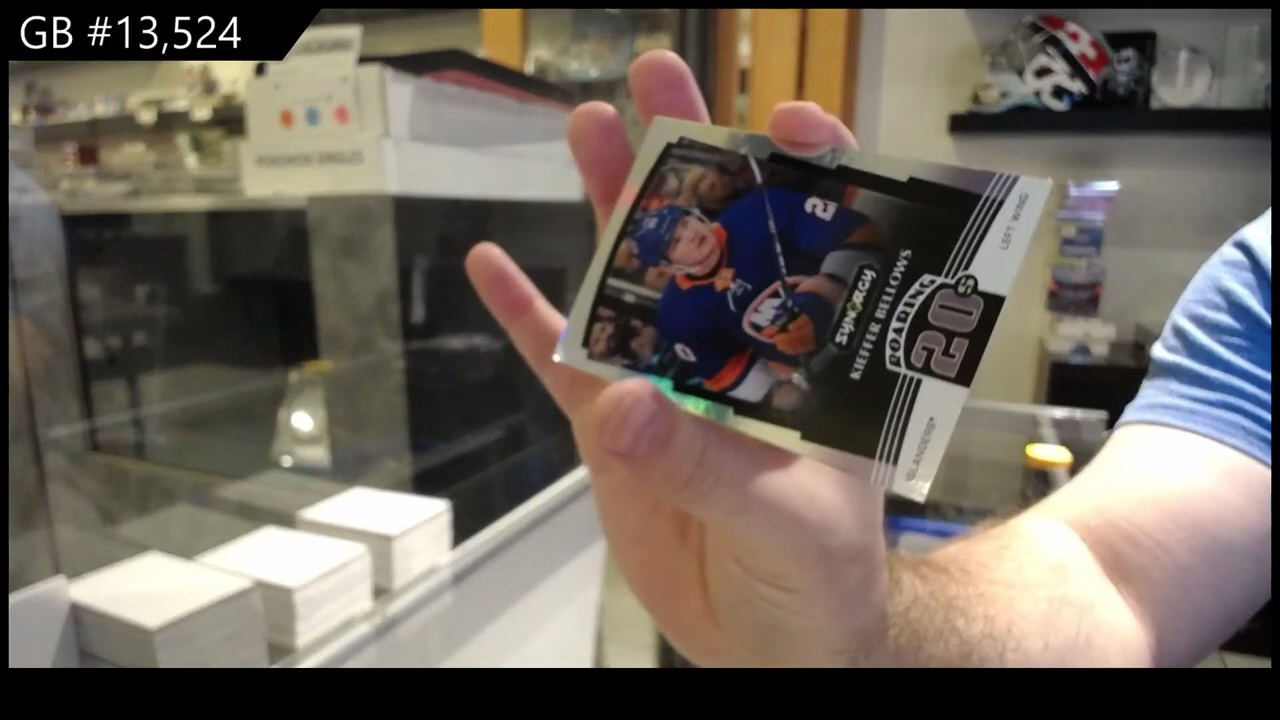 GB #13,524
POKEMON SINGLES
LEFT WING
2
SYNERGY
KIEFFER BELLOWS
ROARING
20s
ISLANDERS